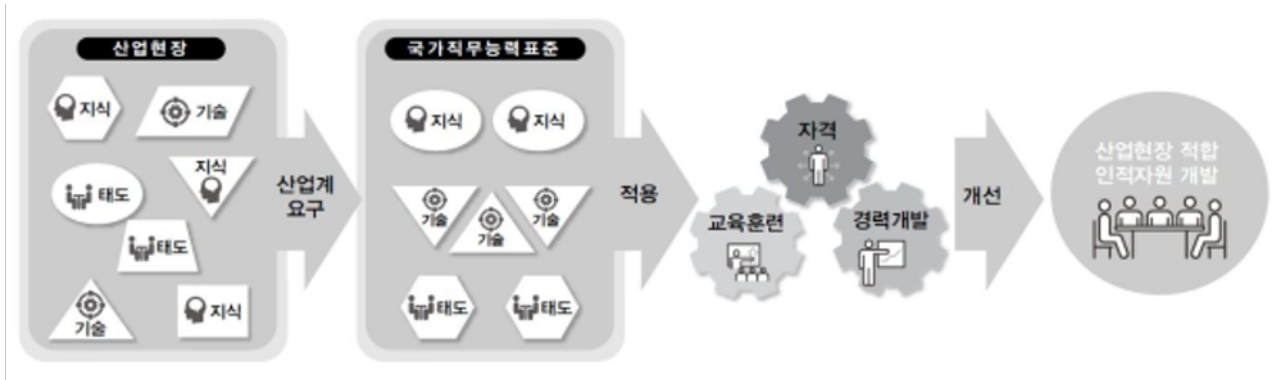 산업현장
지식
기술
지식
태도
태도
기술
지식
산업계
요구
국가직무능력표준
지식
지식
기술
기술
기술
태도
태도
적용
자격
교육훈련
경력개발
개선
산업현장 적합
인적자원 개발